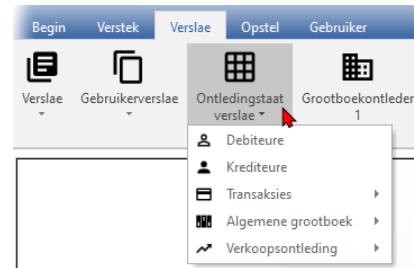 Begin Verstek Verslae Opstel Gebruiker
Verslae Gebruikerverslae Ontledingstaat verslae Grootboekontleder 1
Debiteure
Krediteure
Transaksies
Algemene grootboek
Verkoopsontleding